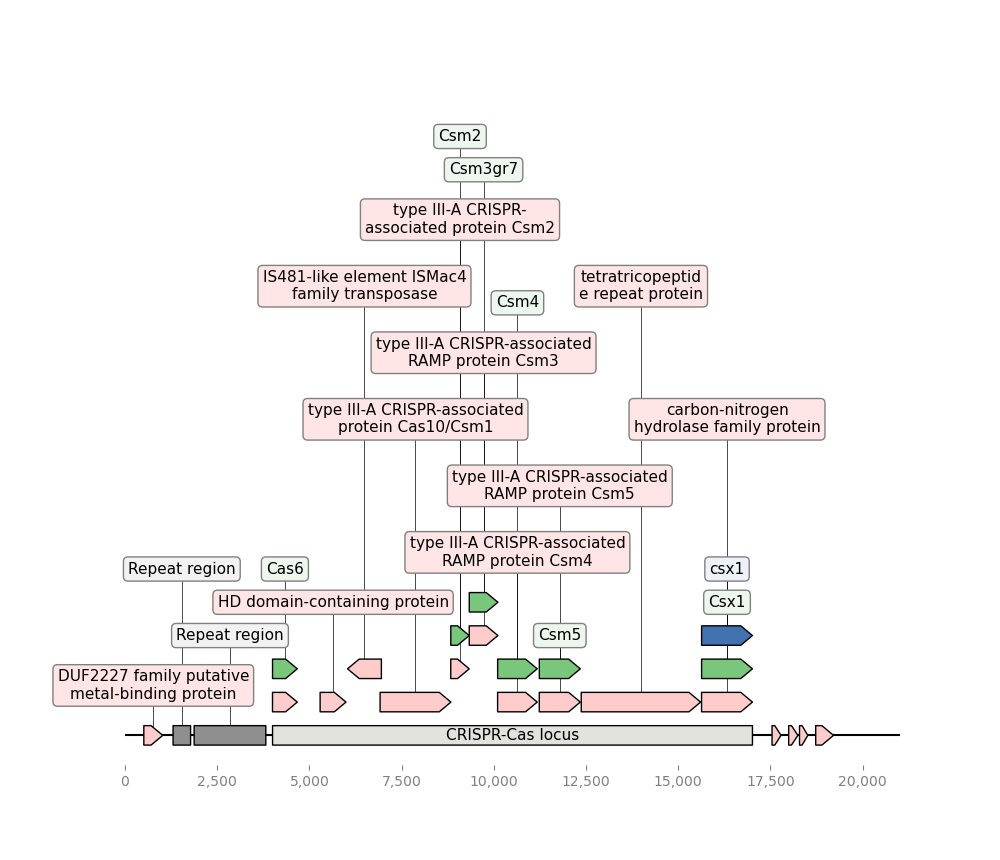 Csm2
Csm3gr7
type III-A CRISPR-
associated protein Csm2
IS481-like element ISMac4
family transposase
tetratricopeptid
e repeat protein
Csm4
type III-A CRISPR-associated
RAMP protein Csm3
type III-A CRISPR-associated
protein Cas10/Csm1
carbon-nitrogen
hydrolase family protein
type III-A CRISPR-associated
RAMP protein Csm5
type III-A CRISPR-associated
RAMP protein Csm4
Repeat region
Cas6
csx1
HD domain-containing protein
Csx1
Repeat region
Csm5
DUF2227 family putative
metal-binding protein
CRISPR-Cas locus
0
2,500
5,000
7,500
10,000
12,500
15,000
17,500
20,000